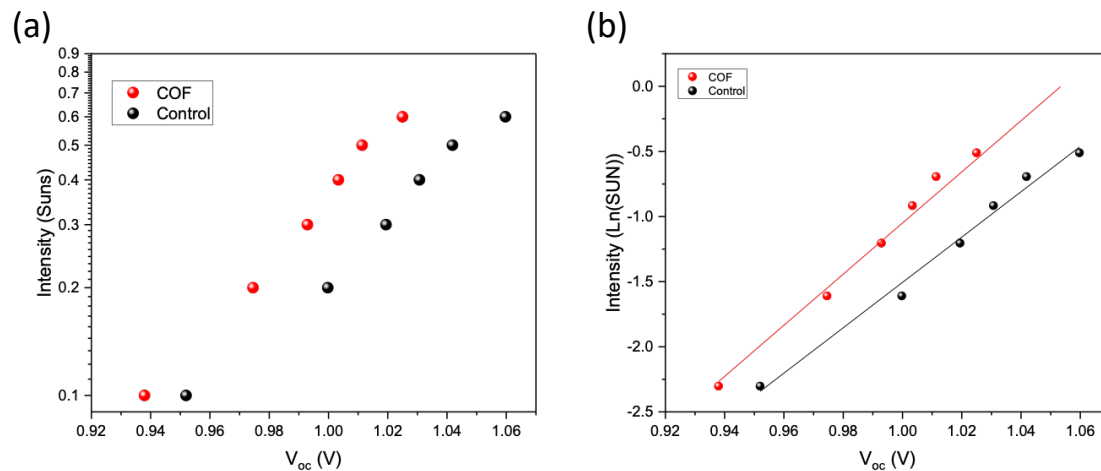 (a)
0.9
0.8
0.7
0.6
0.5
0.4
0.3
0.2
0.1
Intensity (Suns)
COF
Control
0.92 0.94 0.96 0.98 1.00 1.02 1.04 1.06
Voc (V)
(b)
0.0
-0.5
-1.0
-1.5
-2.0
-2.5
Intensity (Ln(SUN))
COF
Control
0.92 0.94 0.96 0.98 1.00 1.02 1.04 1.06
Voc (V)